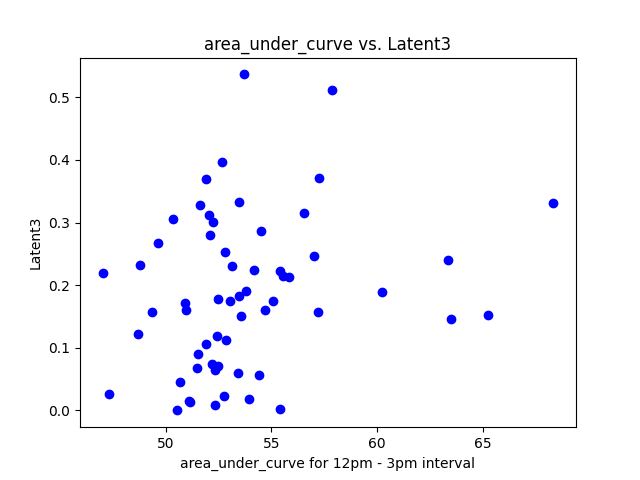 area_under_curve vs. Latent3
0.5
0.4
0.3
0.2
0.1
0.0
Latent3
50 55 60 65
area_under_curve for 12pm - 3pm interval